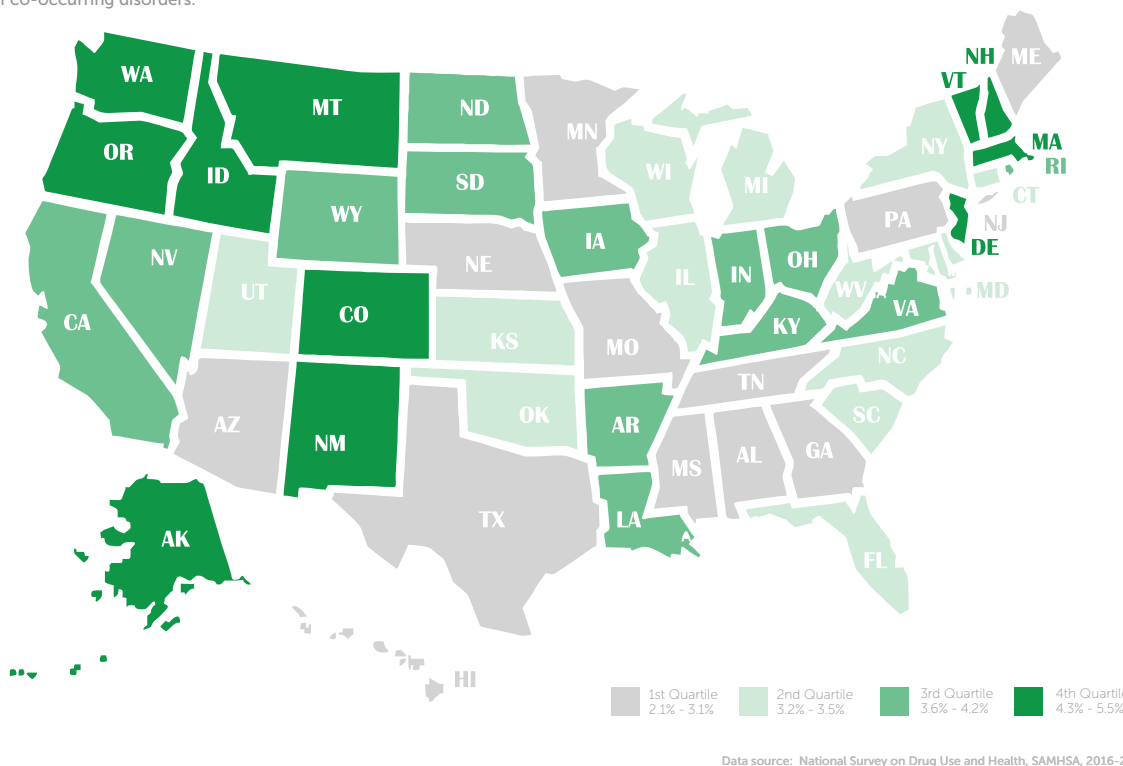 co-occurring disorders.
ME
NH
VT
WA
MT
ND
MN
OR
ID
SD
WI
MI
NY
MA
RI
CT
WY
IA
PA
NJ
DE
NV
NE
OH
IN
IL
UT
WV
MD
CA
CO
VA
KY
KS
MO
NC
TN
OK
AR
SC
AZ
NM
MS
AL
GA
TX
LA
AK
FL
HI
1st Quartile
2.1% - 3.1%
2nd Quartile
3.2% - 3.5%
3rd Quartile
3.6% - 4.2%
4th Quartil
4.3% - 5.5%
Data source: National Survey on Drug Use and Health, SAMHSA, 2016-2